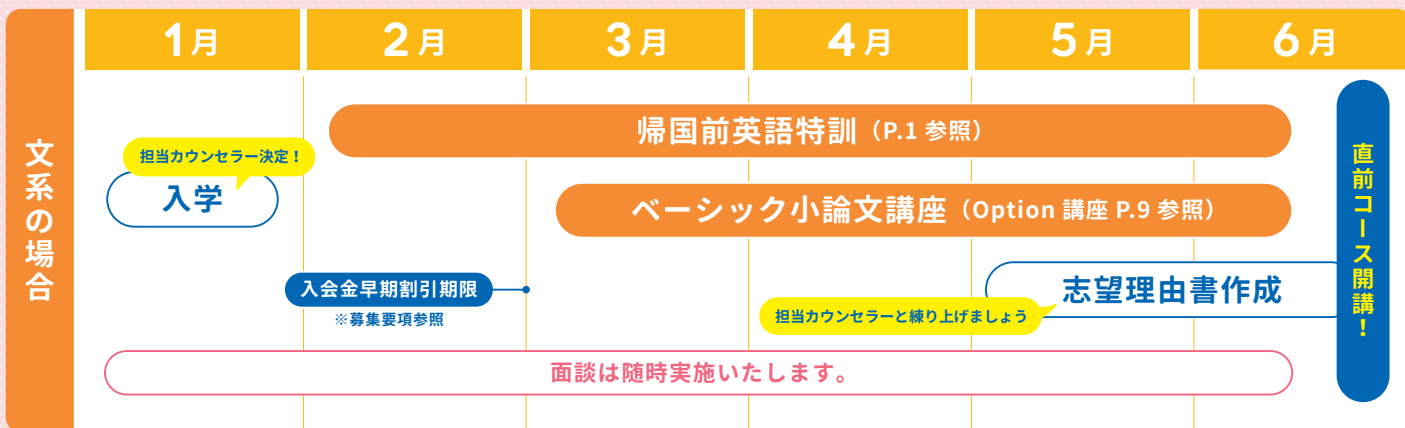 文系の場合
1月
2月
3月
4月
5月
6月
帰国前英語特訓（P.1 参照）
担当カウンセラー決定！
入学
ベーシック小論文講座（Option 講座 P.9 参照）
入会金早期割引期限
※募集要項参照
志望理由書作成
担当カウンセラーと練り上げましょう
面談は随時実施いたします。
直前コース開講！